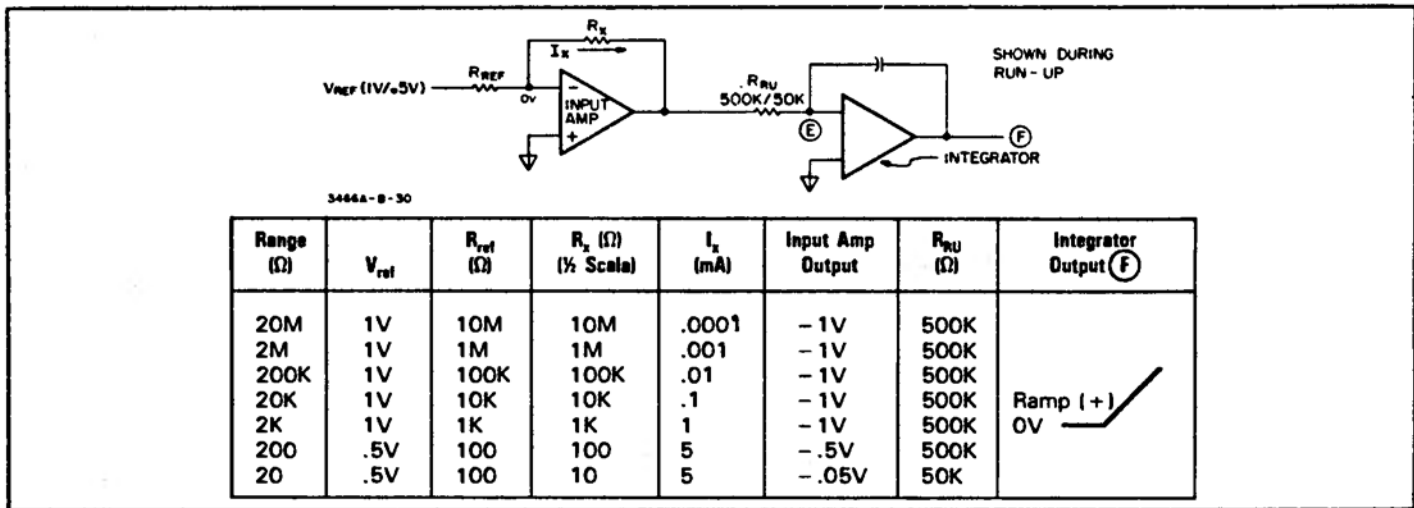 Rx
Ix
SHOWN DURING
RUN-UP
VREF (1V/.5V)
RREF
0V
INPUT
AMP
-
+
RRU
500K/50K
E
F
INTEGRATOR
3466A-B-30
Range (Ω) Vref Rref (Ω) Rx (Ω) (½ Scala) Ix (mA) Input Amp Output RRU (Ω) Integrator Output F
20M 1V 10M 10M .0001 -1V 500K
2M 1V 1M 1M .001 -1V 500K
200K 1V 100K 100K .01 -1V 500K
20K 1V 10K 10K .1 -1V 500K Ramp (+)
2K 1V 1K 1K 1 -1V 500K 0V
200 .5V 100 100 5 -.5V 500K
20 .5V 100 10 5 -.05V 50K